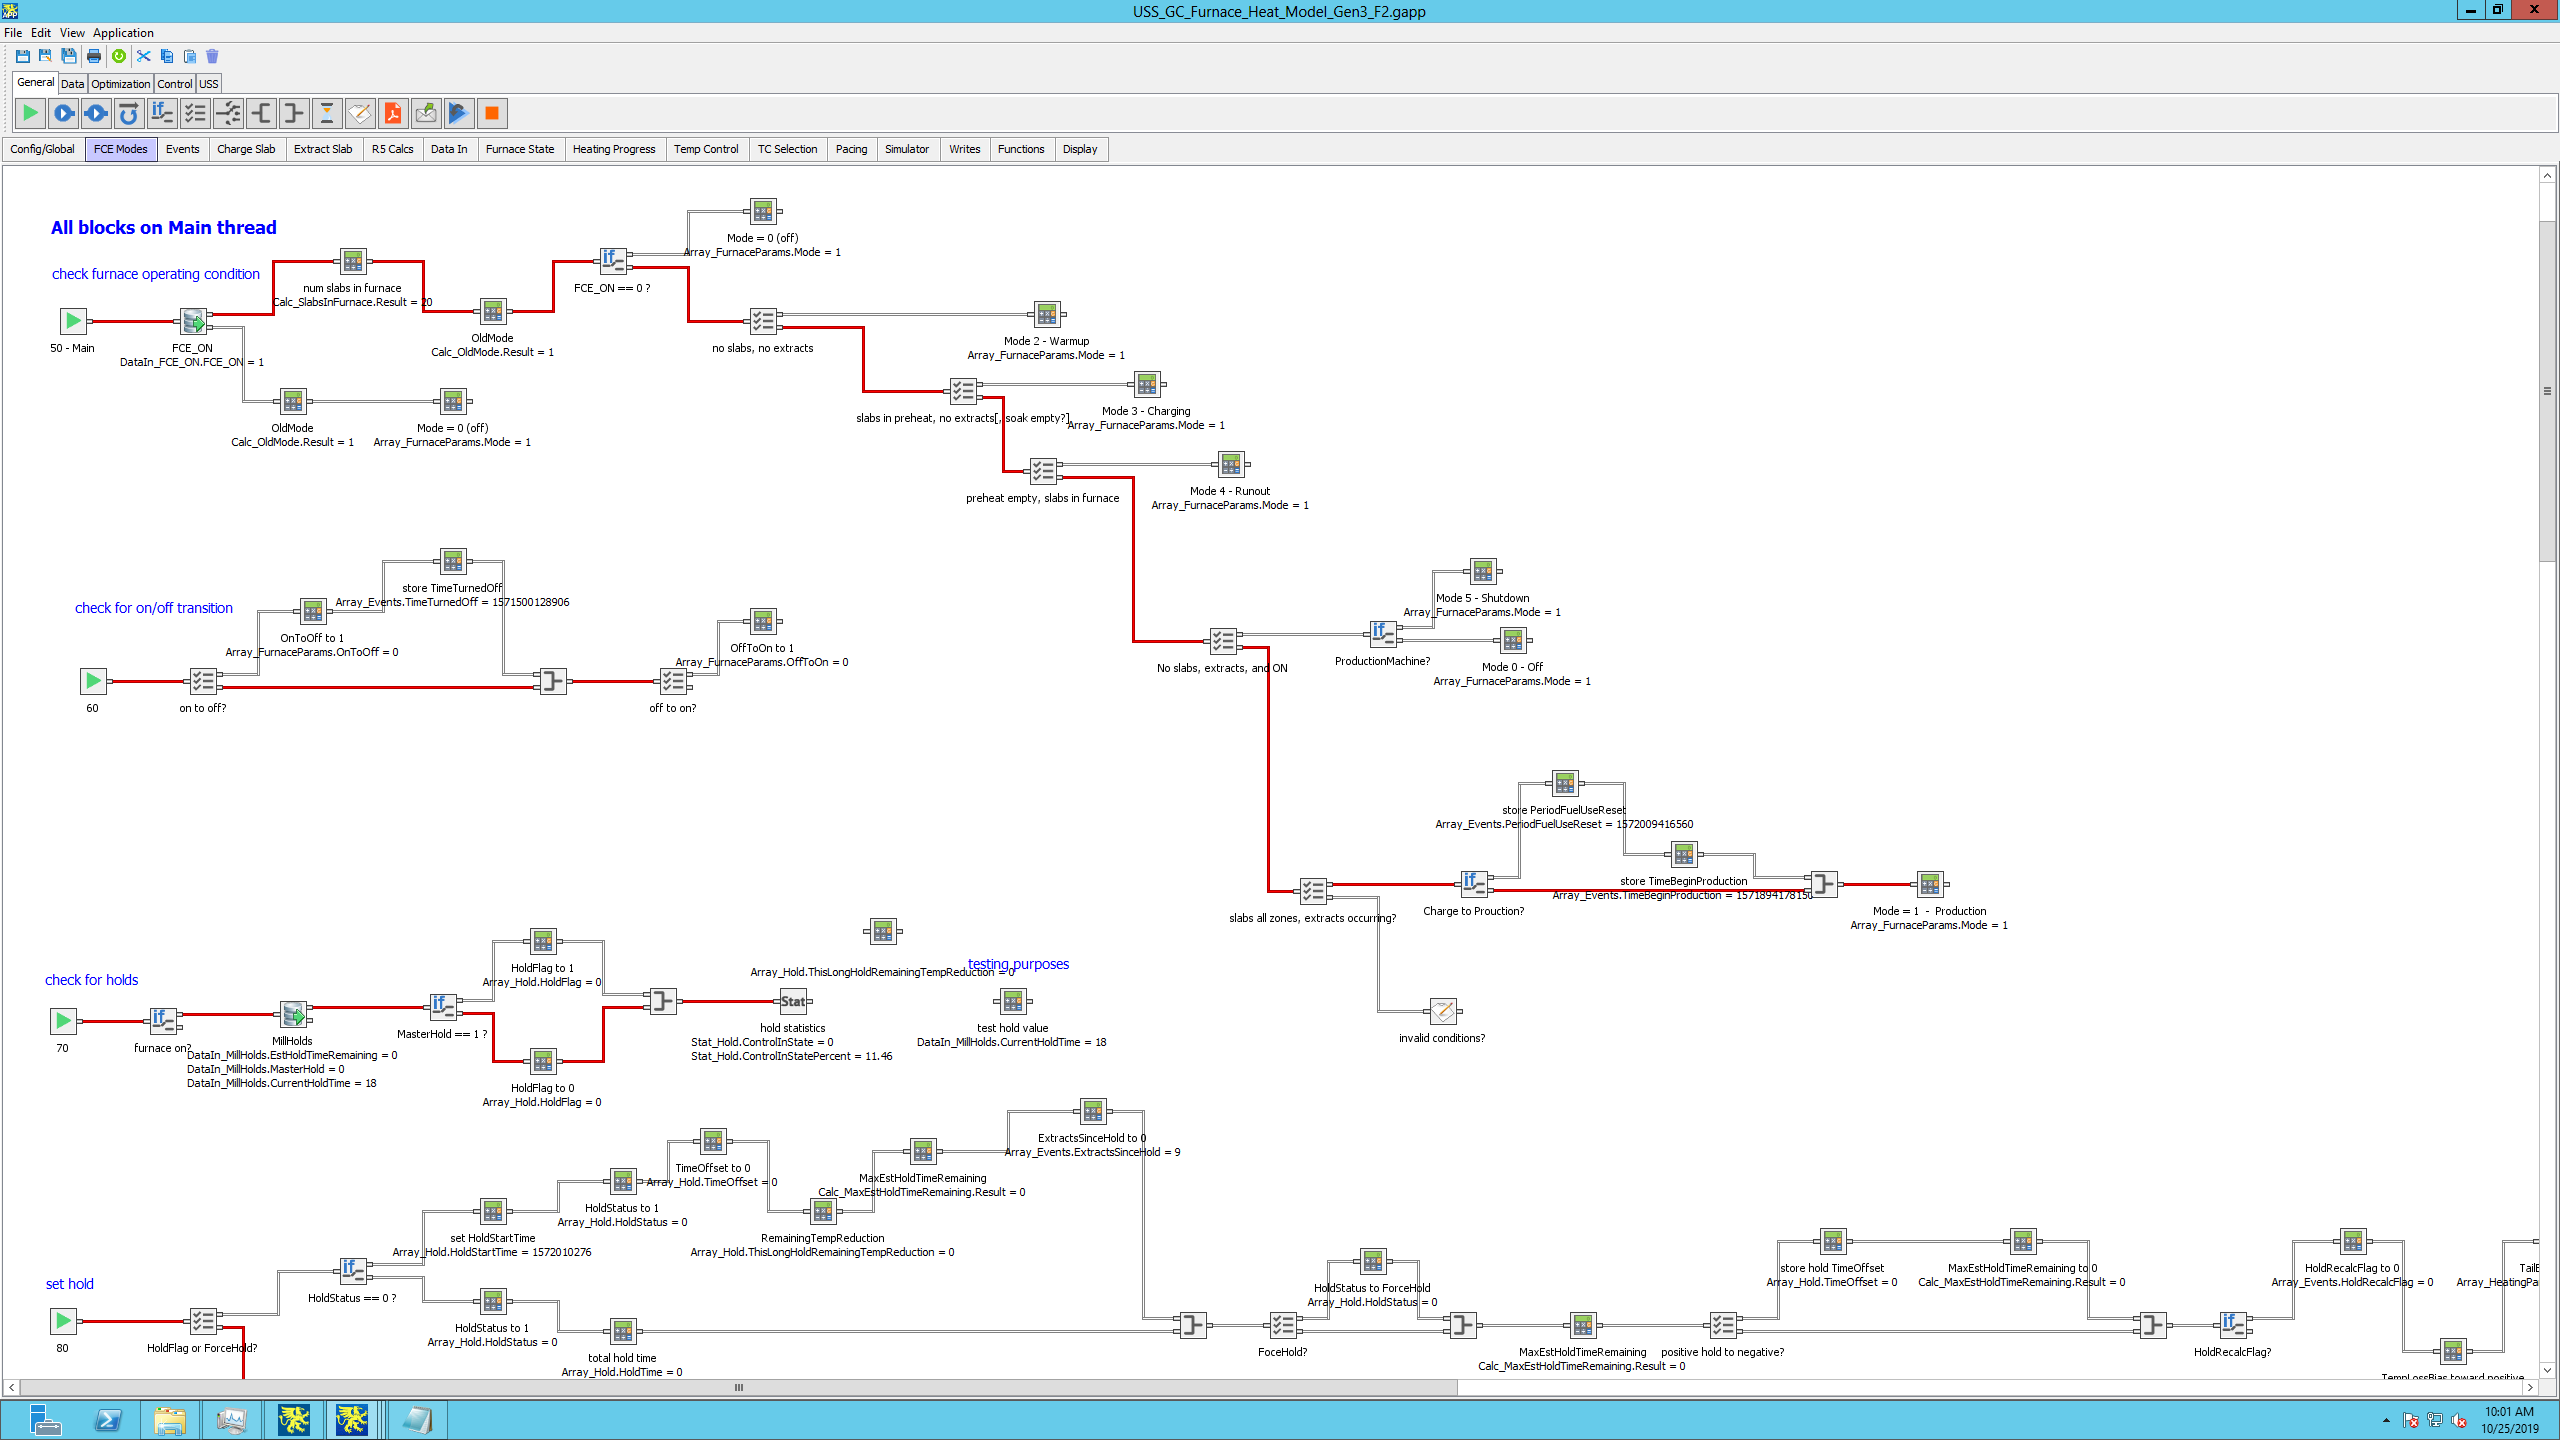 USS_GC_Furnace_Heat_Model_Gen3_F2.gapp
File Edit View Application
General Data Optimization Control USS
Config/Global FCE Modes Events Charge Slab Extract Slab R5 Calcs Data In Furnace State Heating Progress Temp Control TC Selection Pacing Simulator Writes Functions Display
All blocks on Main thread
check furnace operating condition
50 - Main
FCE_ON
DataIn_FCE_ON.FCE_ON = 1
num slabs in furnace
Calc_SlabsInFurnace.Result = 20
OldMode
Calc_OldMode.Result = 1
OldMode
Calc_OldMode.Result = 1
Mode = 0 (off)
Array_FurnaceParams.Mode = 1
FCE_ON == 0 ?
Mode = 0 (off)
Array_FurnaceParams.Mode = 1
no slabs, no extracts
Mode 2 - Warmup
Array_FurnaceParams.Mode = 1
slabs in preheat, no extracts[, soak empty?]
Mode 3 - Charging
Array_FurnaceParams.Mode = 1
preheat empty, slabs in furnace
Mode 4 - Runout
Array_FurnaceParams.Mode = 1
No slabs, extracts, and ON
ProductionMachine?
Mode 5 - Shutdown
Array_FurnaceParams.Mode = 1
Mode 0 - Off
Array_FurnaceParams.Mode = 1
check for on/off transition
60
on to off?
OnToOff to 1
Array_FurnaceParams.OnToOff = 0
store TimeTurnedOff
Array_Events.TimeTurnedOff = 1571500128906
off to on?
OffToOn to 1
Array_FurnaceParams.OffToOn = 0
slabs all zones, extracts occurring?
Charge to Prouction?
store PeriodFuelUseReset
Array_Events.PeriodFuelUseReset = 1572009416560
store TimeBeginProduction
Array_Events.TimeBeginProduction = 1571894178150
Mode = 1 - Production
Array_FurnaceParams.Mode = 1
invalid conditions?
check for holds
70
furnace on?
MillHolds
DataIn_MillHolds.EstHoldTimeRemaining = 0
DataIn_MillHolds.MasterHold = 0
DataIn_MillHolds.CurrentHoldTime = 18
MasterHold == 1 ?
HoldFlag to 1
Array_Hold.HoldFlag = 0
HoldFlag to 0
Array_Hold.HoldFlag = 0
Stat
hold statistics
Stat_Hold.ControlInState = 0
Stat_Hold.ControlInStatePercent = 11.46
Array_Hold.ThisLongHoldRemainingTempReduction = 0
testing purposes
test hold value
DataIn_MillHolds.CurrentHoldTime = 18
set hold
80
HoldFlag or ForceHold?
HoldStatus == 0 ?
set HoldStartTime
Array_Hold.HoldStartTime = 1572010276
HoldStatus to 1
Array_Hold.HoldStatus = 0
TimeOffset to 0
Array_Hold.TimeOffset = 0
RemainingTempReduction
Array_Hold.ThisLongHoldRemainingTempReduction = 0
MaxEstHoldTimeRemaining
Calc_MaxEstHoldTimeRemaining.Result = 0
ExtractsSinceHold to 0
Array_Events.ExtractsSinceHold = 9
HoldStatus to 1
Array_Hold.HoldStatus = 0
total hold time
Array_Hold.HoldTime = 0
FoceHold?
HoldStatus to ForceHold
Array_Hold.HoldStatus = 0
MaxEstHoldTimeRemaining
Calc_MaxEstHoldTimeRemaining.Result = 0
positive hold to negative?
store hold TimeOffset
Array_Hold.TimeOffset = 0
MaxEstHoldTimeRemaining to 0
Calc_MaxEstHoldTimeRemaining.Result = 0
HoldRecalcFlag?
HoldRecalcFlag to 0
Array_Events.HoldRecalcFlag = 0
TempLossBias toward positive
10:01 AM
10/25/2019